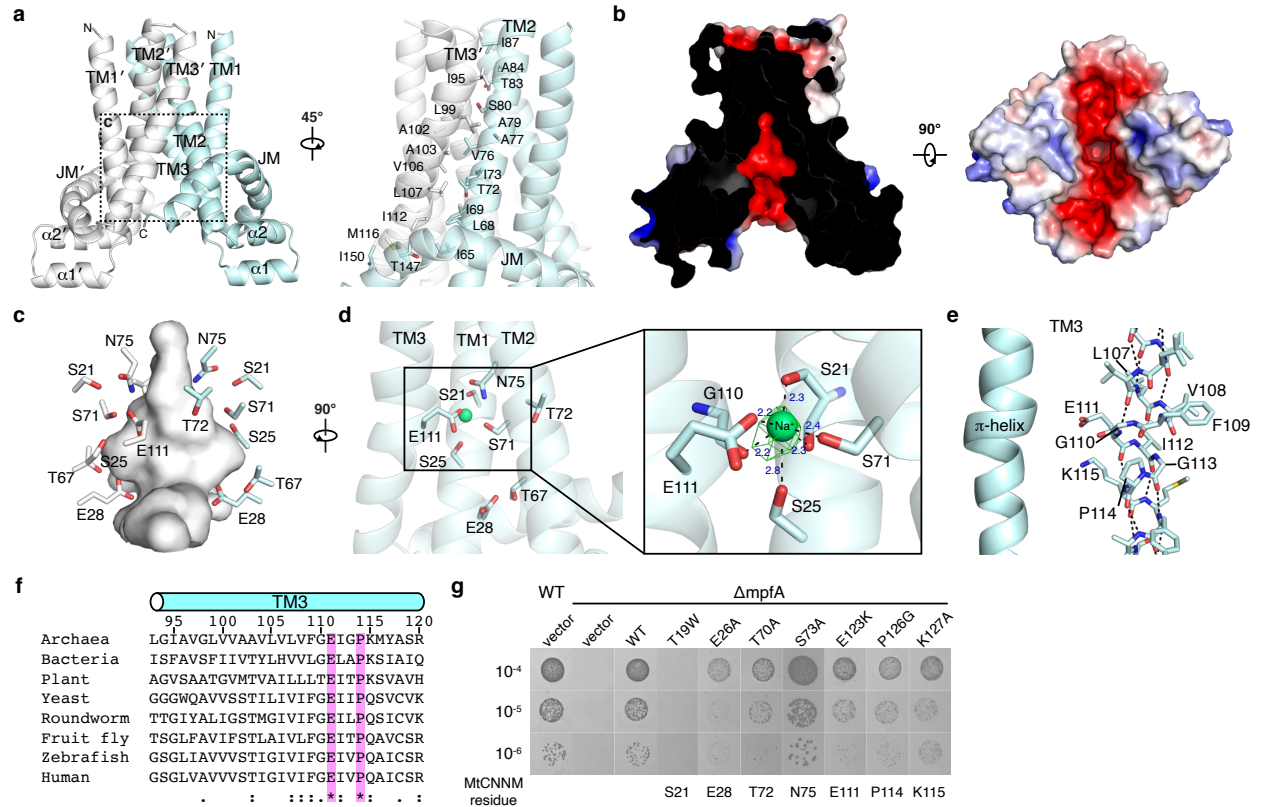 a
N
N
TM2′
TM1′
TM3′
TM1
c
TM2
TM3
JM
JM′
C
α2′
α2
α1′
α1
45°
TM2
TM3′
I87
A84
I95
T83
S80
L99
A79
A102
A77
A103
V76
V106
I73
T72
L107
I69
I112
L68
M116
I65
I150
T147
JM
b
90°
c
N75
N75
S21
S21
S71
S71
T72
S25
E111
S25
T67
T67
E28
E28
90°
d
TM3
TM1
TM2
N75
S21
T72
E111
S71
S25
T67
E28
S21
G110
2.3
2.2
Na⁺
2.4
2.2
2.3
S71
2.8
E111
S25
e
TM3
L107
V108
E111
F109
π-helix
G110
I112
K115
G113
P114
f
TM3
95 100 105 110 115 120
Archaea LGIAVGLVVAAVLVLVFGEIGPKMYASR
Bacteria ISFAVSFIIVTYLHVVLGELAPKSIAIQ
Plant AGVSAATGVMTVAILLLTEITPKSVAVH
Yeast GGGWQAVVSSTILIVIFGEIIPQSVCVK
Roundworm TTGIYALIGSTMGIVIFGEILPQSICVK
Fruit fly TSGLFAVIFSTLAIVLFGEITPQAVCSR
Zebrafish GSGLIAVVVSTIGIVIFGEIVPQAICSR
Human GSGLVAVVVSTIGIVIFGEIVPQAICSR
. : :::.*: *: . :
g
WT ΔmpfA
vector vector WT T19W E26A T70A S73A E123K P126G K127A
10⁻⁴
10⁻⁵
10⁻⁶
MtCNNM
residue S21 E28 T72 N75 E111 P114 K115